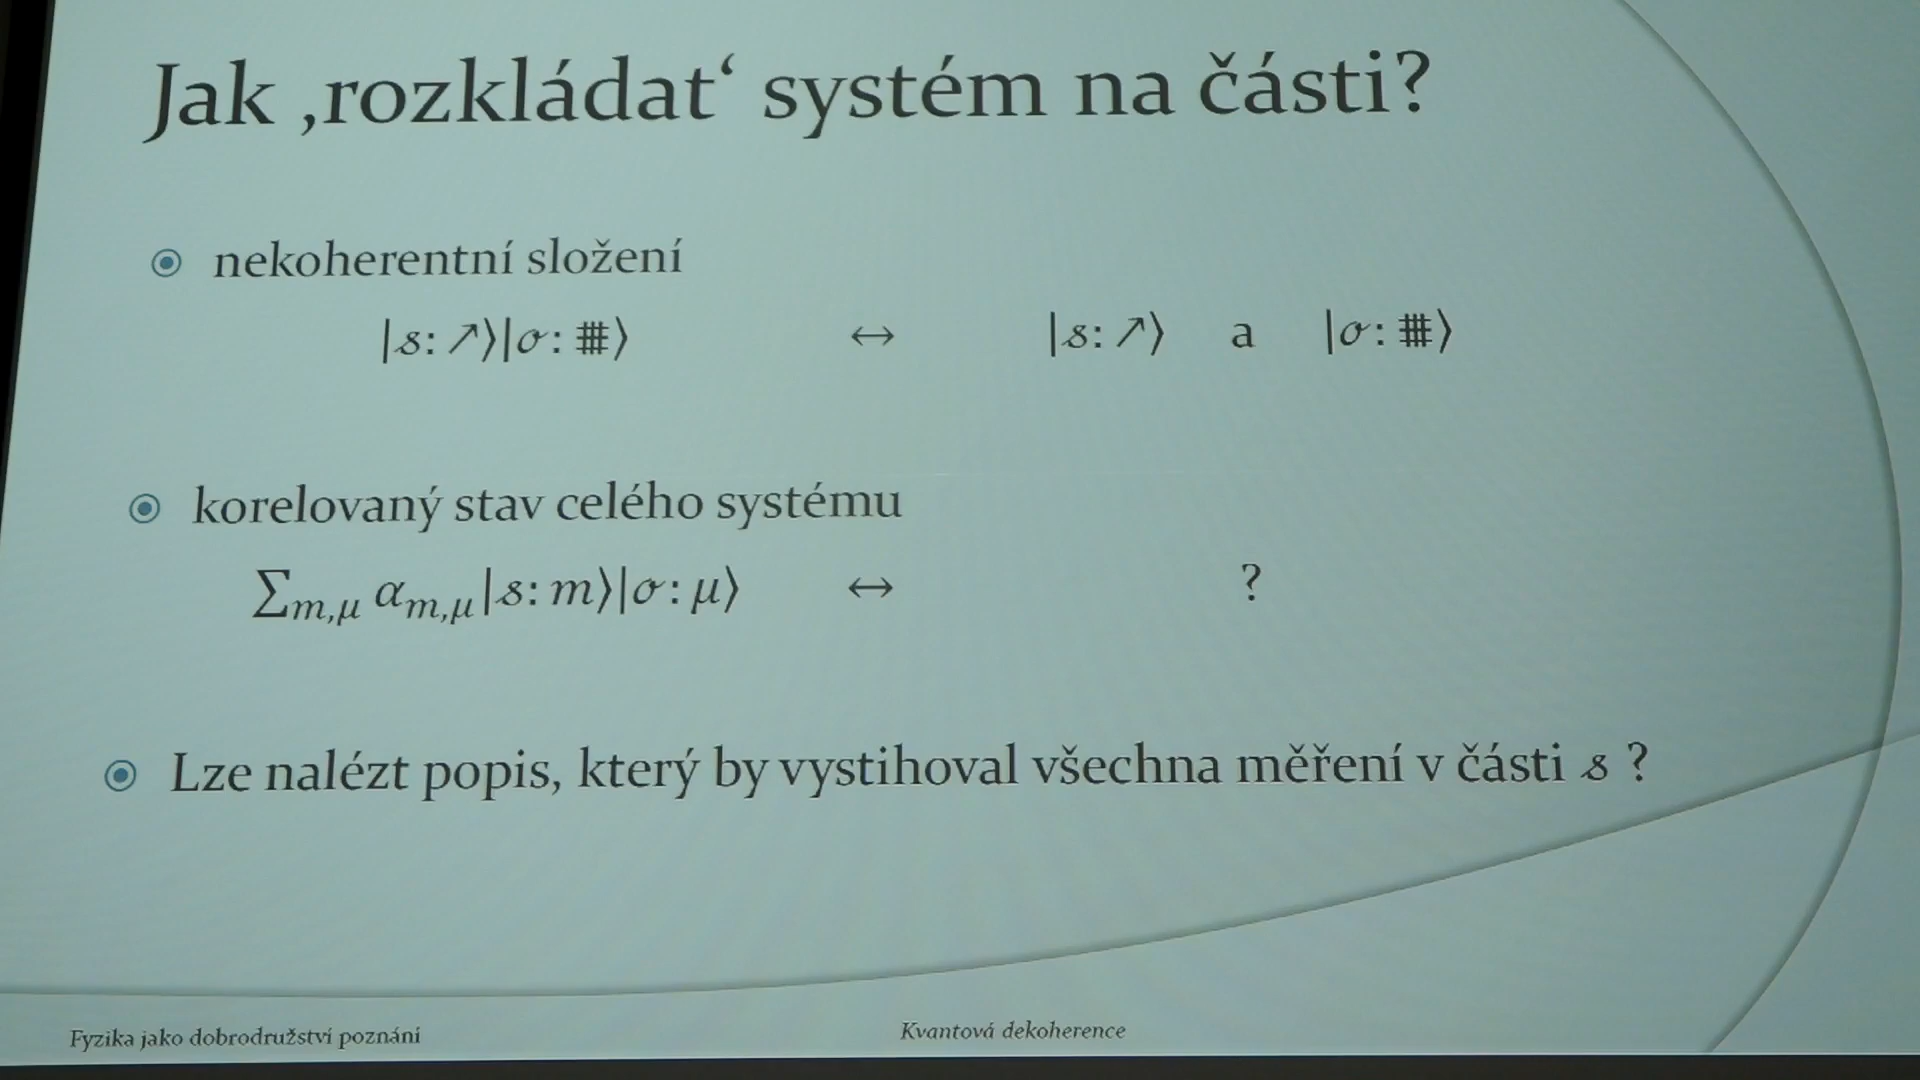 Jak ‚rozkládat‘ systém na části?
nekoherentní složení
|𝓈: ↗⟩|ℴ: ⌗⟩ ↔ |𝓈: ↗⟩ a |ℴ: ⌗⟩
korelovaný stav celého systému
∑m,μ αm,μ|𝓈: m⟩|ℴ: μ⟩ ↔ ?
Lze nalézt popis, který by vystihoval všechna měření v části 𝓈 ?
Fyzika jako dobrodružství poznání
Kvantová dekoherence